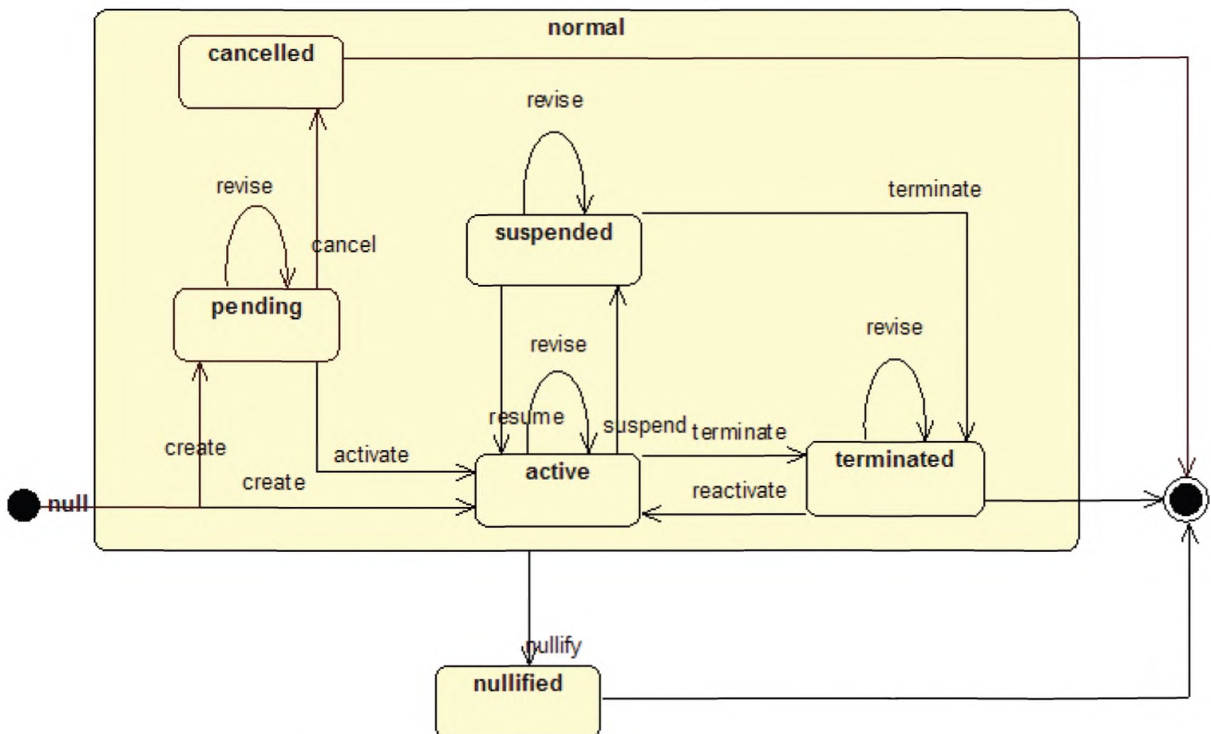 normal
cancelled
revise
revise
terminate
suspended
cancel
pending
revise
revise
resume
suspend
terminate
create
activate
active
terminated
create
reactivate
null
nullify
nullified